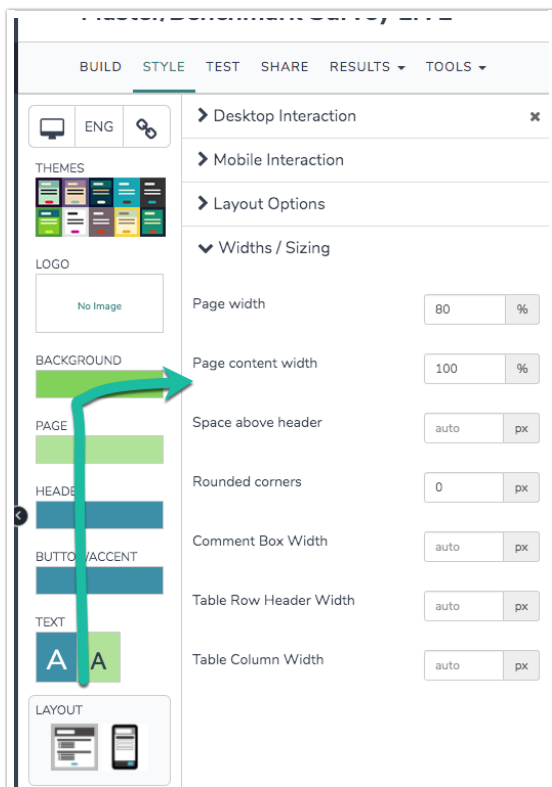 BUILD STYLE TEST SHARE RESULTS TOOLS
ENG
THEMES
LOGO
No Image
BACKGROUND
PAGE
HEADER
TEXT
A A
LAYOUT
Desktop Interaction
Mobile Interaction
Layout Options
Widths / Sizing
Page width 80 %
Page content width 100 %
Space above header auto px
Rounded corners 0 px
Comment Box Width auto px
Table Row Header Width auto px
Table Column Width auto px